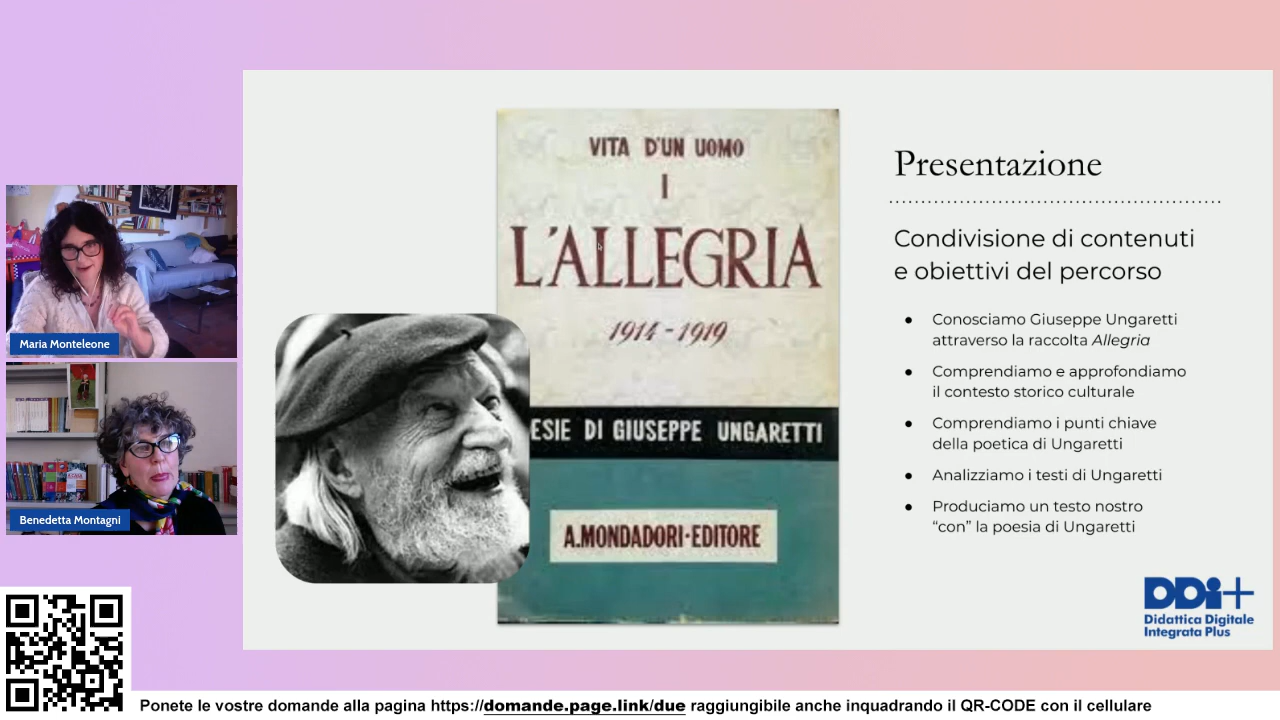 VITA D'UN UOMO
I
L'ALLEGRIA
1914-1919
ESIE DI GIUSEPPE UNGARETTI
A.MONDADORI·EDITORE
Presentazione
Condivisione di contenuti
e obiettivi del percorso
● Conosciamo Giuseppe Ungaretti
attraverso la raccolta Allegria
● Comprendiamo e approfondiamo
il contesto storico culturale
● Comprendiamo i punti chiave
della poetica di Ungaretti
● Analizziamo i testi di Ungaretti
● Produciamo un testo nostro
“con” la poesia di Ungaretti
DDi+
Didattica Digitale
Integrata Plus
Maria Monteleone
Benedetta Montagni
Ponete le vostre domande alla pagina https://domande.page.link/due raggiungibile anche inquadrando il QR-CODE con il cellulare